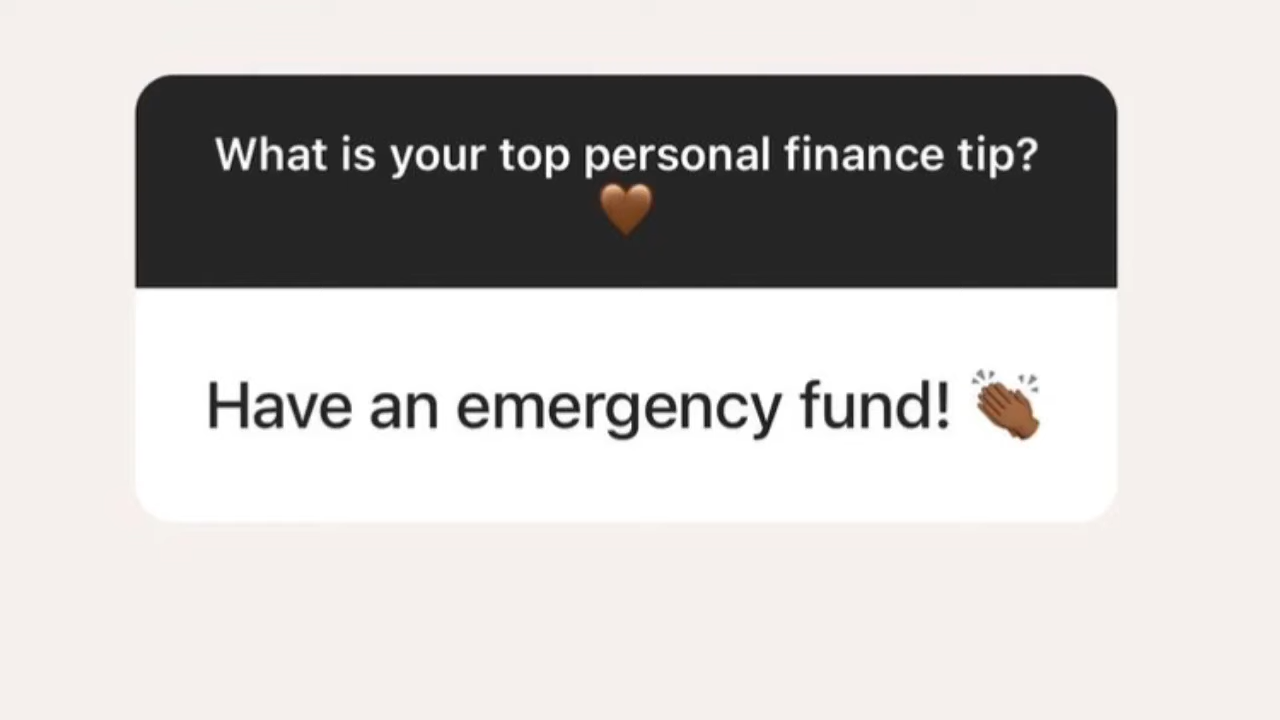 What is your top personal finance tip?
🤎
Have an emergency fund! 👏🏾